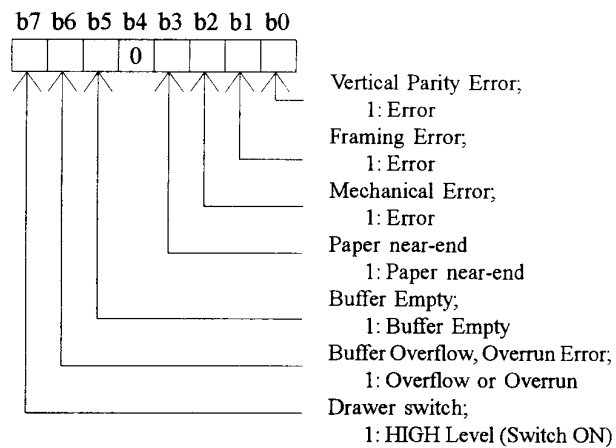 b7 b6 b5 b4 b3 b2 b1 b0
0
Vertical Parity Error;
1: Error
Framing Error;
1: Error
Mechanical Error;
1: Error
Paper near-end
1: Paper near-end
Buffer Empty;
1: Buffer Empty
Buffer Overflow, Overrun Error;
1: Overflow or Overrun
Drawer switch;
1: HIGH Level (Switch ON)